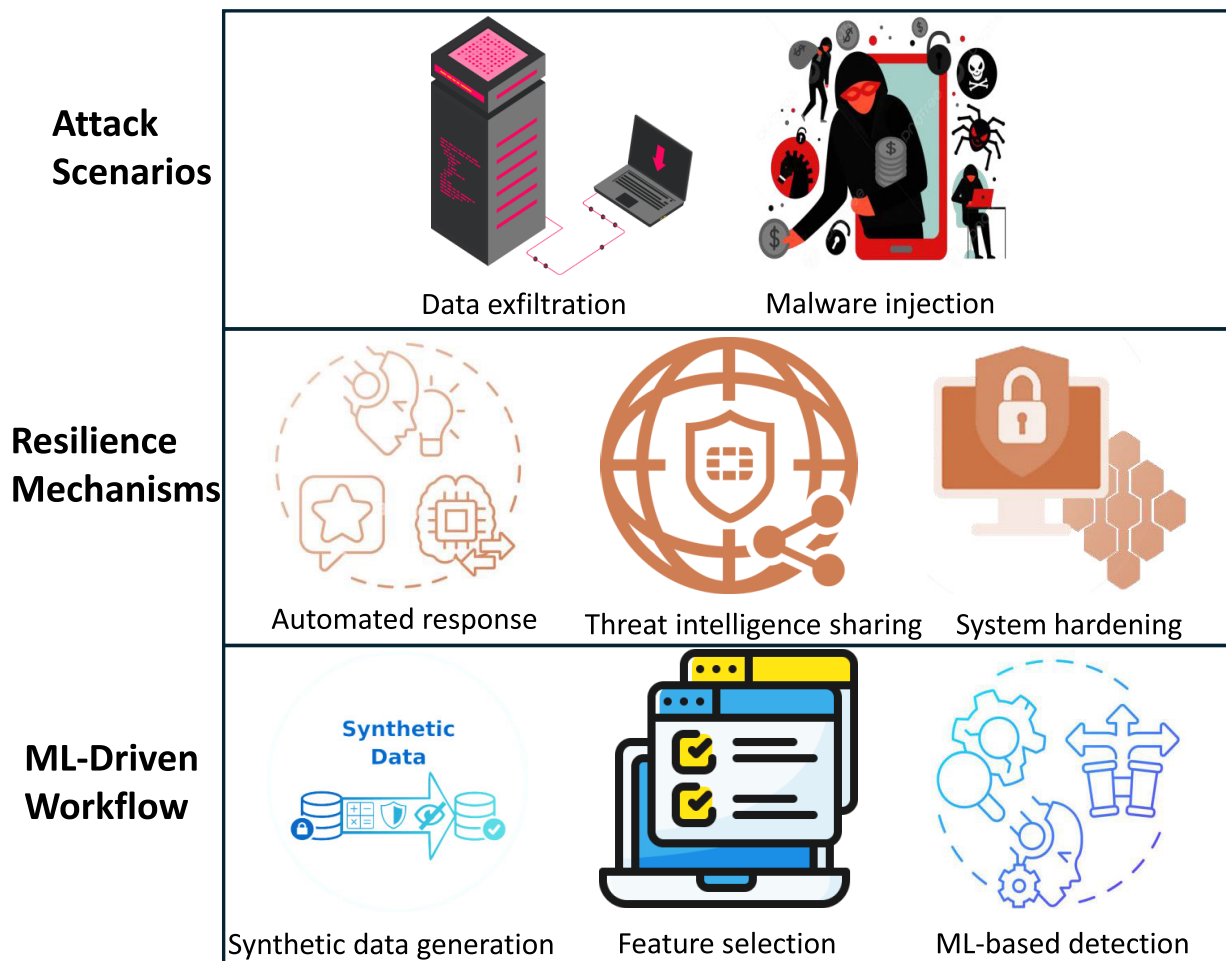 Attack
Scenarios
Data exfiltration
Malware injection
Resilience
Mechanisms
Automated response
Threat intelligence sharing
System hardening
ML-Driven
Workflow
Synthetic
Data
Synthetic data generation
Feature selection
ML-based detection